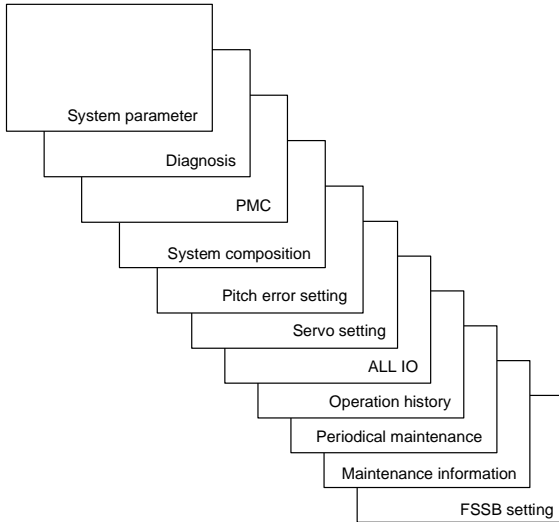 System parameter
Diagnosis
PMC
System composition
Pitch error setting
Servo setting
ALL IO
Operation history
Periodical maintenance
Maintenance information
FSSB setting